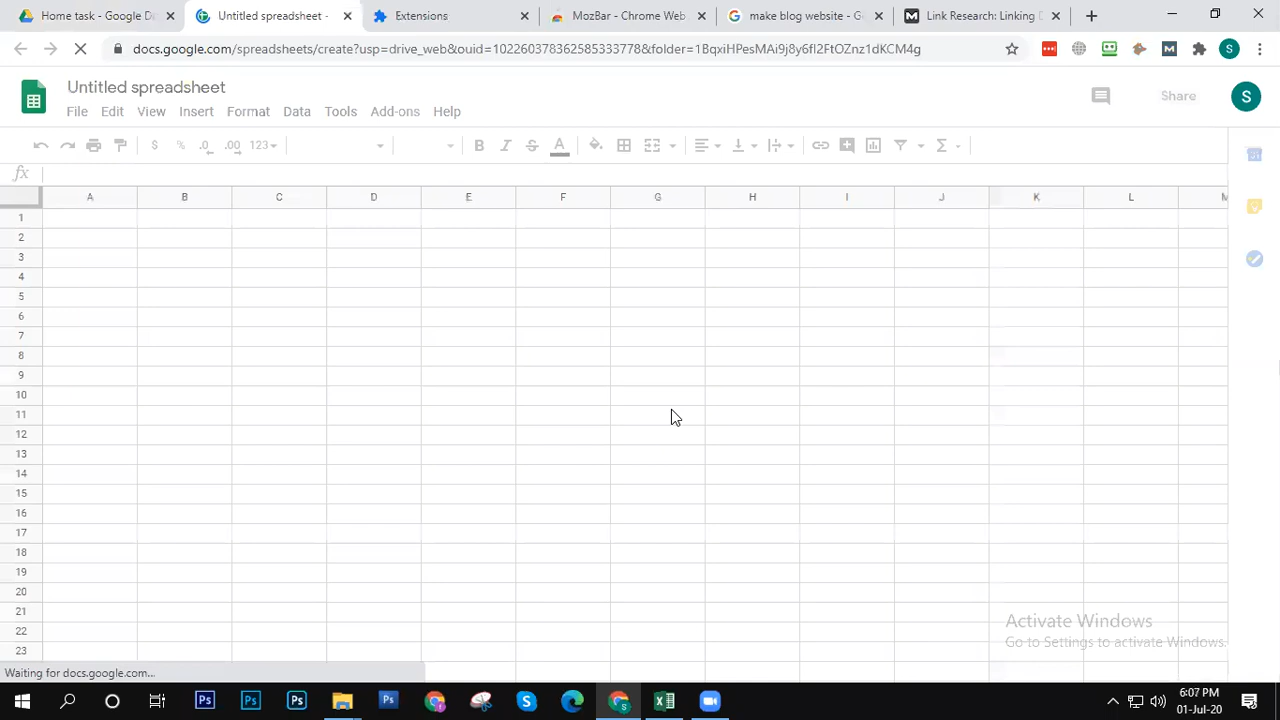 Home task - Google D
Untitled spreadsheet -
Extensions
MozBar - Chrome Web
make blog website - G
Link Research: Linking D
docs.google.com/spreadsheets/create?usp=drive_web&ouid=102260378362585333778&folder=1BqxiHPesMAi9j8y6fI2FtOZnz1dKCM4g
Untitled spreadsheet
File Edit View Insert Format Data Tools Add-ons Help
Share
S
$ % .0 .00 123
fx
A B C D E F G H I J K L M
1
2
3
4
5
6
7
8
9
10
11
12
13
14
15
16
17
18
19
20
21
22
23
Activate Windows
Go to Settings to activate Windows.
Waiting for docs.google.com...
6:07 PM
01-Jul-20